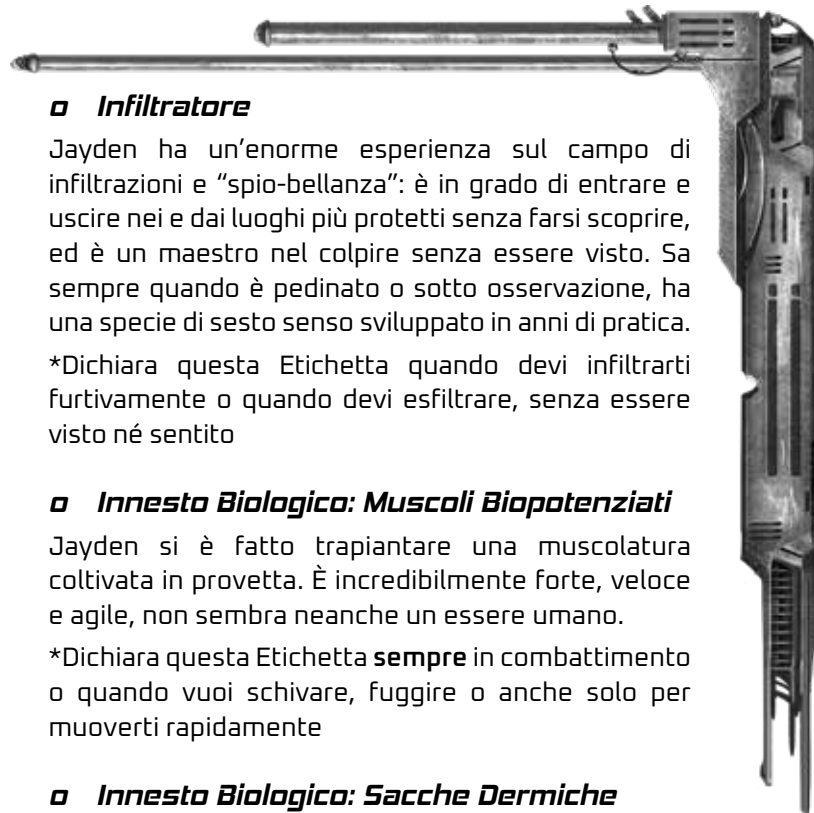 o Infiltratore
Jayden ha un’enorme esperienza sul campo di
infiltrazioni e “spio-bellanza”: è in grado di entrare e
uscire nei e dai luoghi più protetti senza farsi scoprire,
ed è un maestro nel colpire senza essere visto. Sa
sempre quando è pedinato o sotto osservazione, ha
una specie di sesto senso sviluppato in anni di pratica.
*Dichiara questa Etichetta quando devi infiltrarti
furtivamente o quando devi esfiltrare, senza essere
visto né sentito
o Innesto Biologico: Muscoli Biopotenziati
Jayden si è fatto trapiantare una muscolatura
coltivata in provetta. È incredibilmente forte, veloce
e agile, non sembra neanche un essere umano.
*Dichiara questa Etichetta sempre in combattimento
o quando vuoi schivare, fuggire o anche solo per
muoverti rapidamente
o Innesto Biologico: Sacche Dermiche